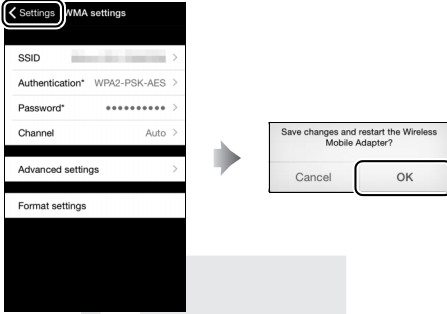 Settings WMA settings
SSID
Authentication* WPA2-PSK-AES
Password* ••••••••••
Channel Auto
Advanced settings
Format settings
Save changes and restart the Wireless
Mobile Adapter?
Cancel OK